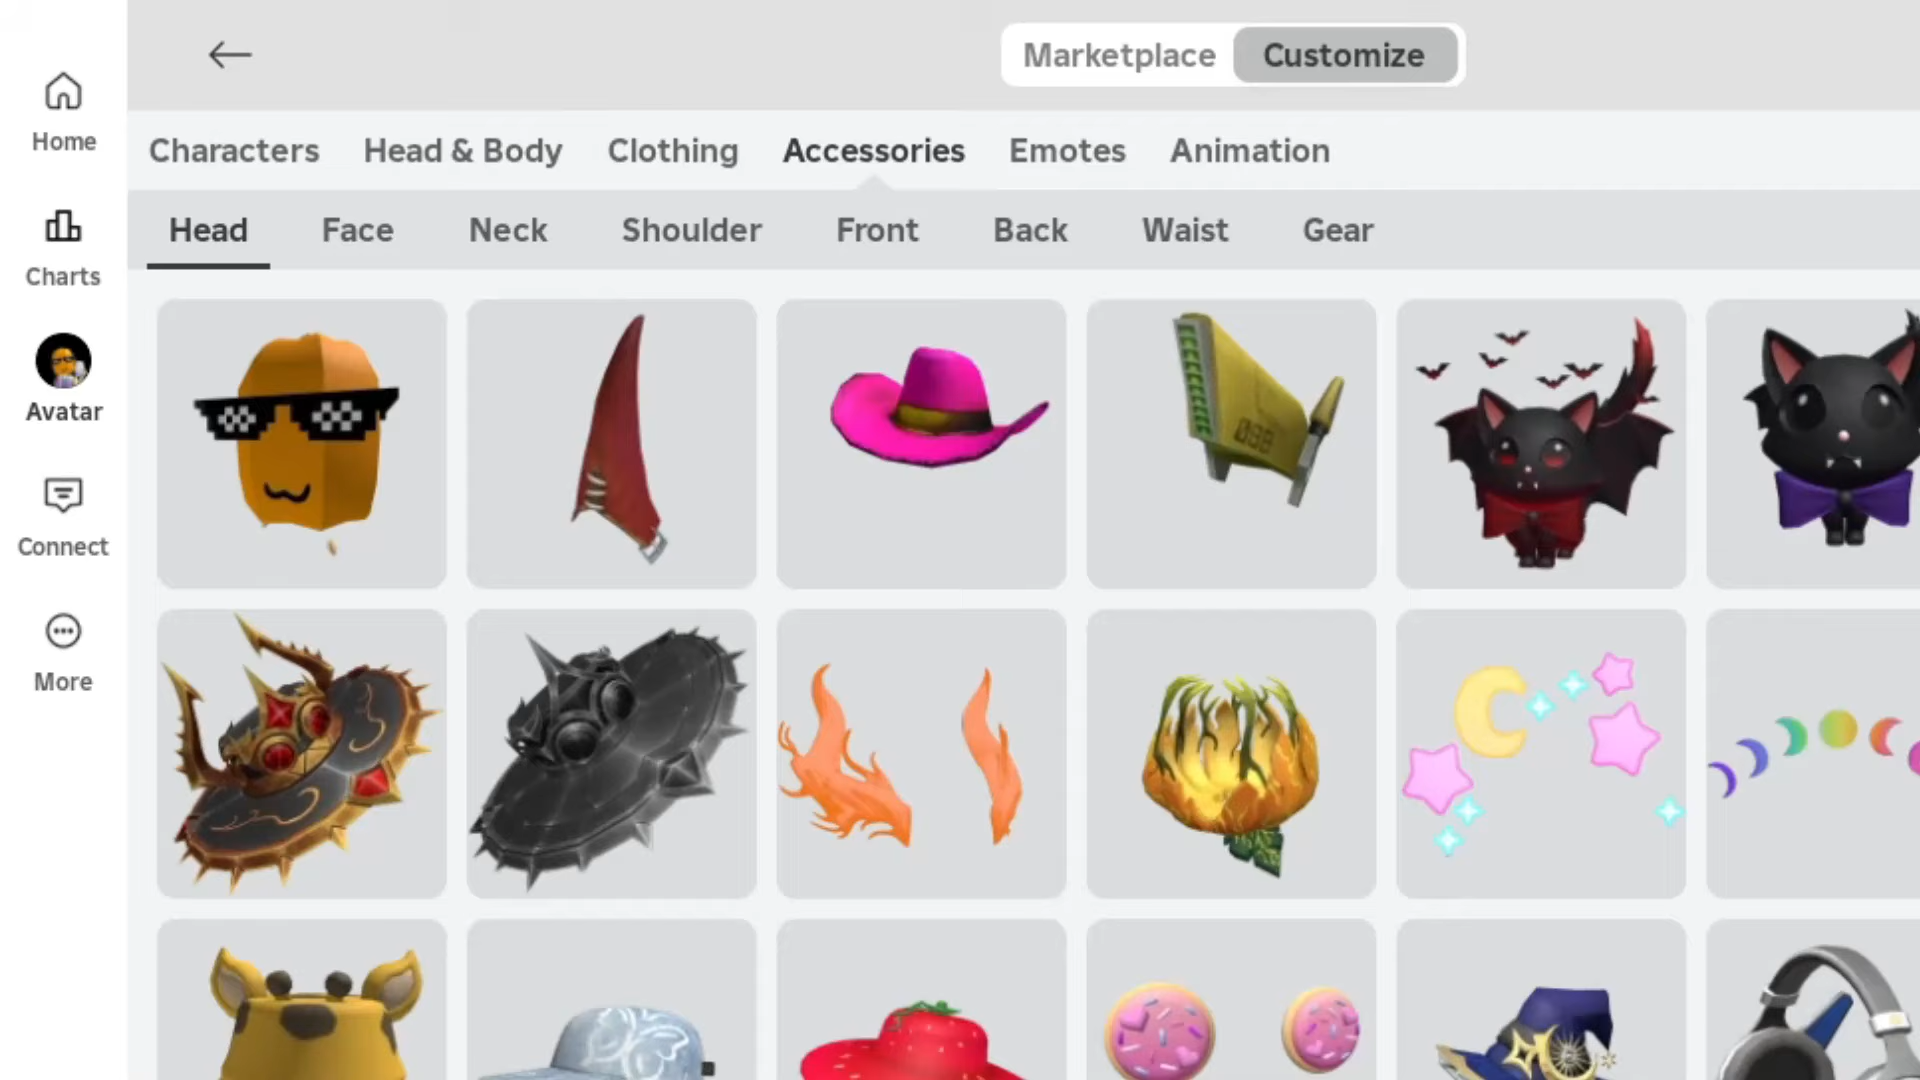 Marketplace Customize
Home
Characters Head & Body Clothing Accessories Emotes Animation
Head Face Neck Shoulder Front Back Waist Gear
Charts
Avatar
Connect
More